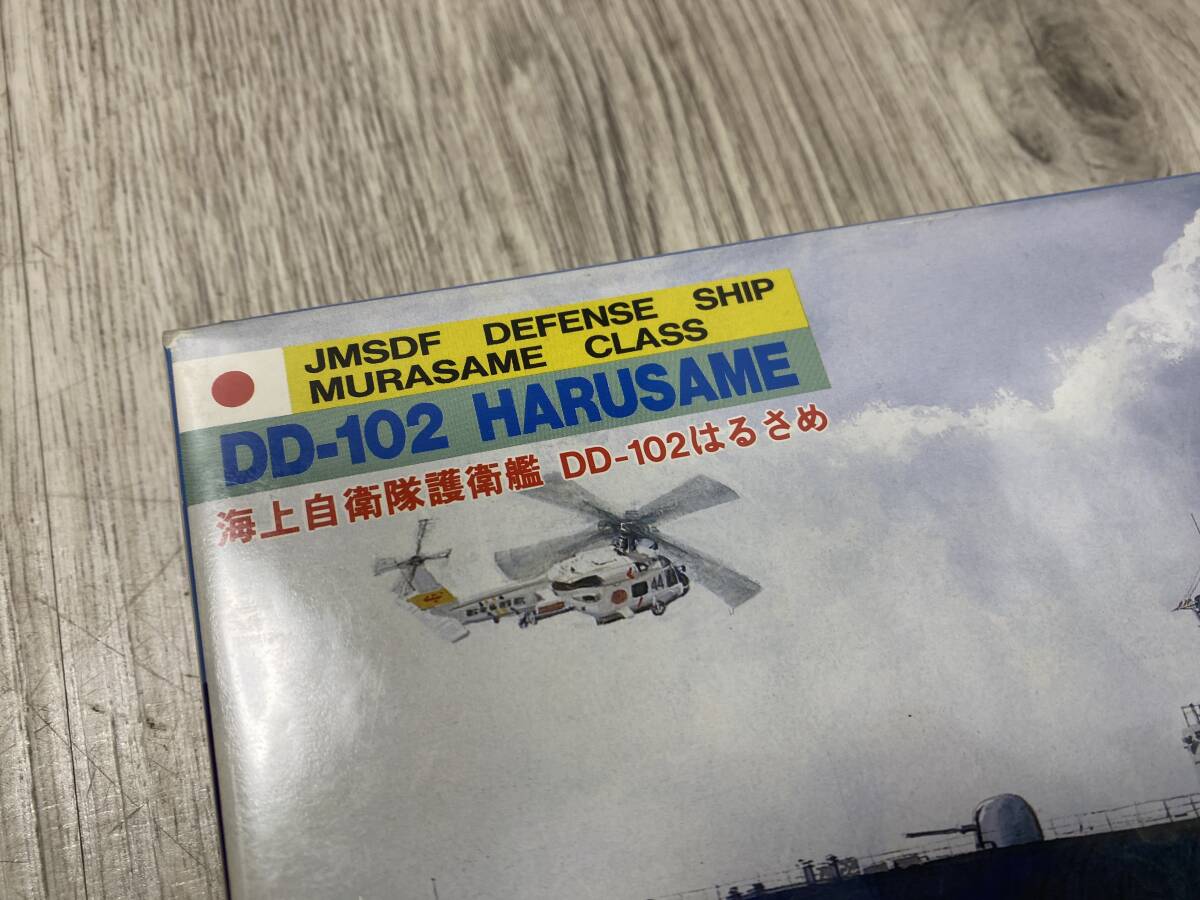 JMSDF DEFENSE SHIP
MURASAME CLASS
DD-102 HARUSAME
海上自衛隊護衛艦 DD-102はるさめ
44